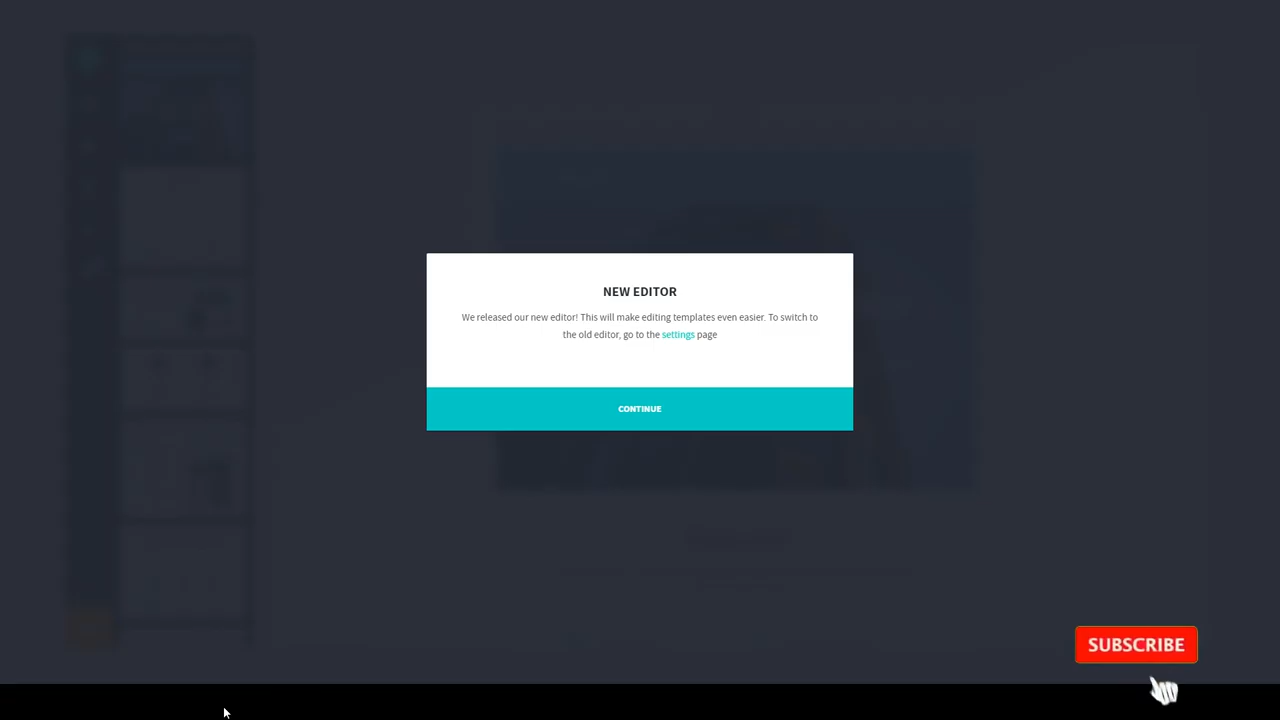 NEW EDITOR
We released our new editor! This will make editing templates even easier. To switch to
the old editor, go to the settings page
CONTINUE
SUBSCRIBE